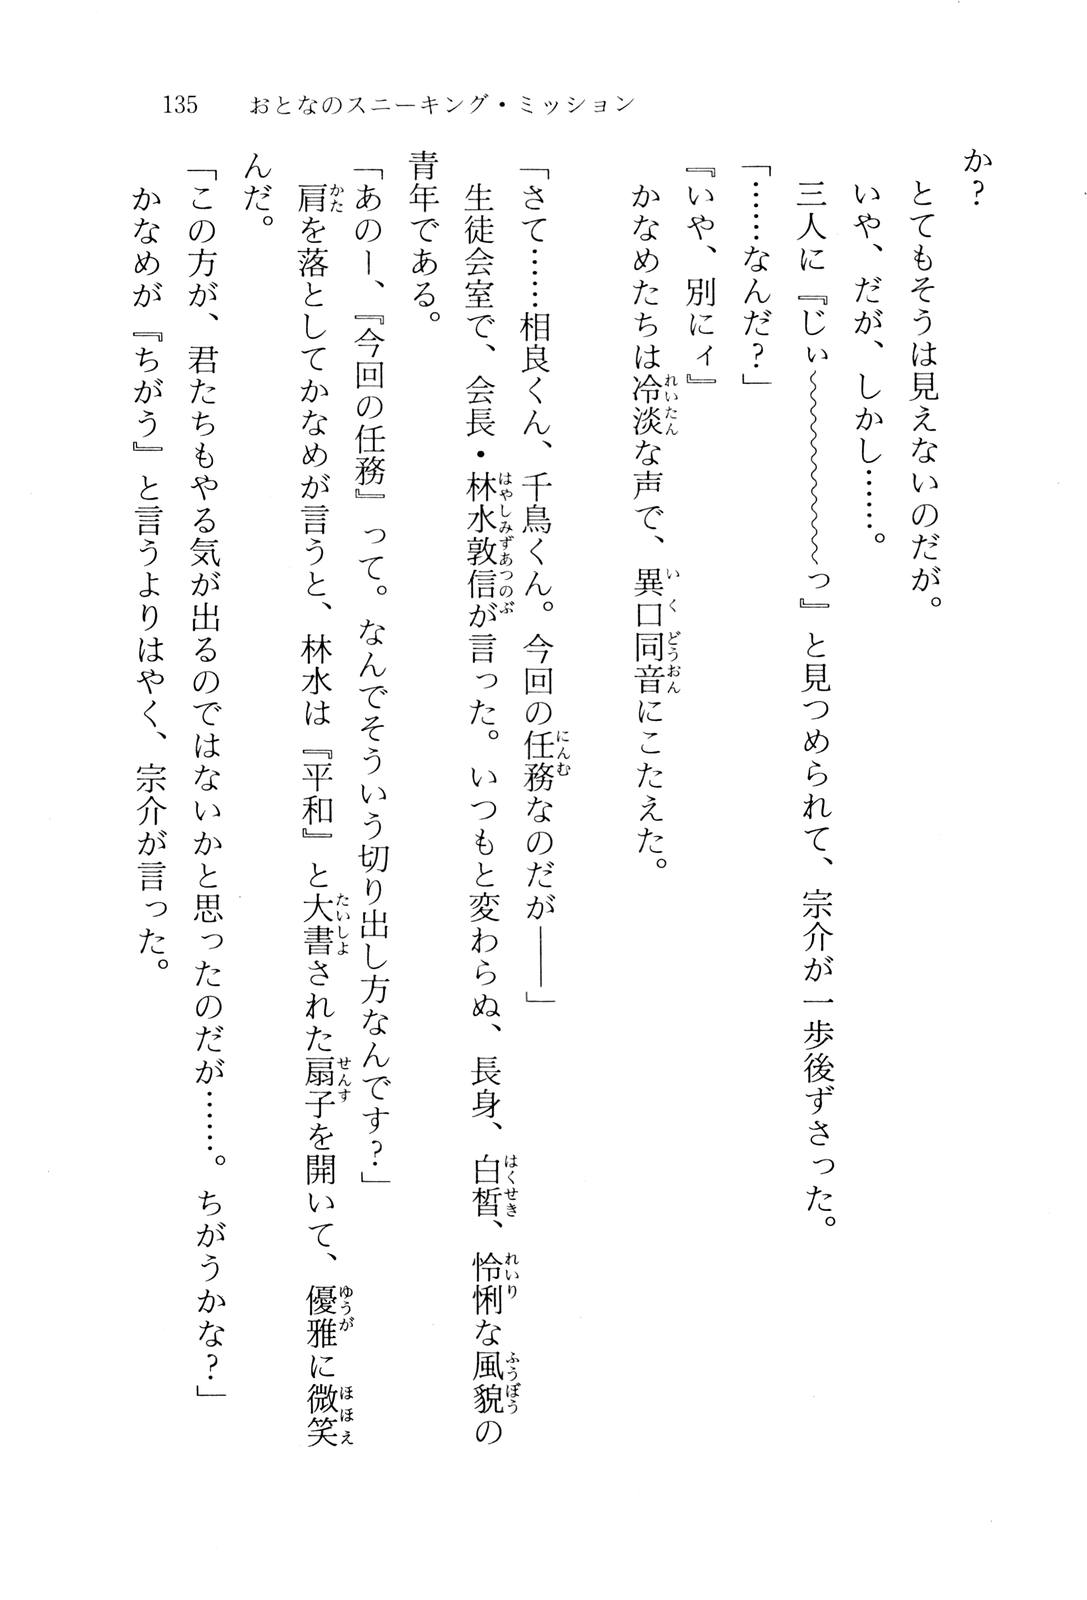 135　おとなのスニーキング・ミッション
か？
　とてもそうは見えないのだが。
　いや、だが、しかし……。
　三人に『じぃ〜〜〜〜〜〜〜っ』と見つめられて、宗介が一歩後ずさった。
「……なんだ？」
『いや、別にィ』
　かなめたちは冷淡な声で、異口同音にこたえた。
「さて……相良くん、千鳥くん。今回の任務なのだが――」
　生徒会室で、会長・林水敦信が言った。いつもと変わらぬ、長身、白皙、怜悧な風貌の
青年である。
「あのー、『今回の任務』って。なんでそういう切り出し方なんです？」
　肩を落としてかなめが言うと、林水は『平和』と大書された扇子を開いて、優雅に微笑
んだ。
「この方が、君たちもやる気が出るのではないかと思ったのだが……。ちがうかな？」
　かなめが『ちがう』と言うよりはやく、宗介が言った。